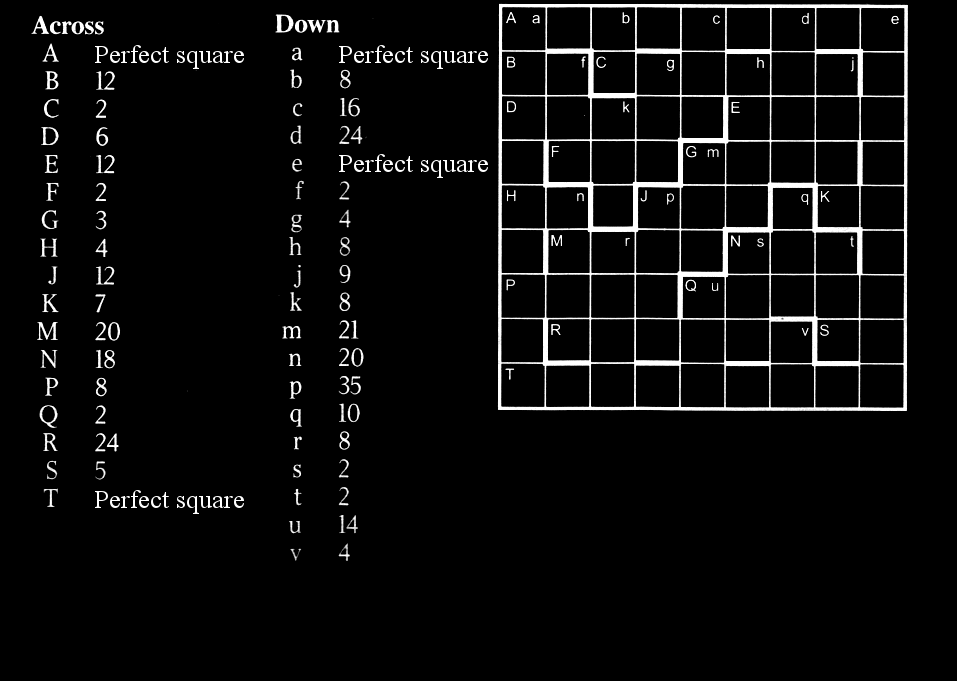 Across Down
A Perfect square a Perfect square
B 12 b 8
C 2 c 16
D 6 d 24
E 12 e Perfect square
F 2 f 2
G 3 g 4
H 4 h 8
J 12 j 9
K 7 k 8
M 20 m 21
N 18 n 20
P 8 p 35
Q 2 q 10
R 24 r 8
S 5 s 2
T Perfect square t 2
u 14
v 4
A a b c d e
B f C g h j
D k E
F G m
H n J p q K
M r N s t
P Q u
R v S
T